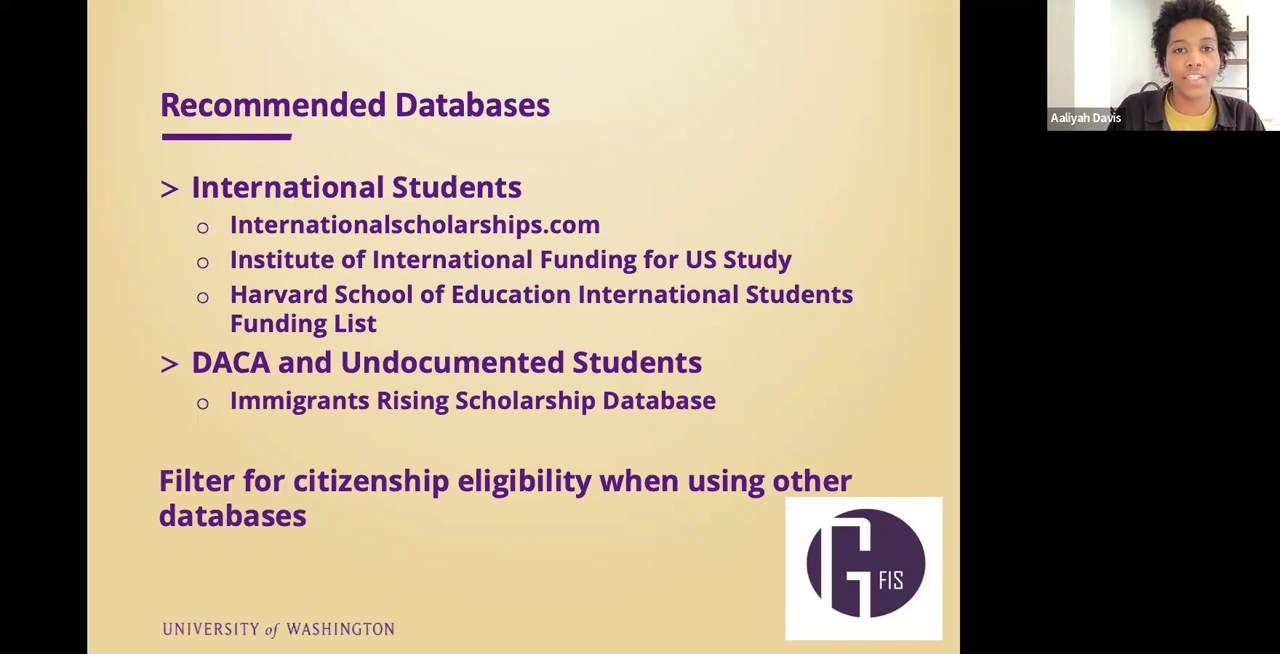 Recommended Databases
> International Students
o Internationalscholarships.com
o Institute of International Funding for US Study
o Harvard School of Education International Students
Funding List
> DACA and Undocumented Students
o Immigrants Rising Scholarship Database
Filter for citizenship eligibility when using other
databases
G FIS
UNIVERSITY of WASHINGTON
Aaliyah Davis